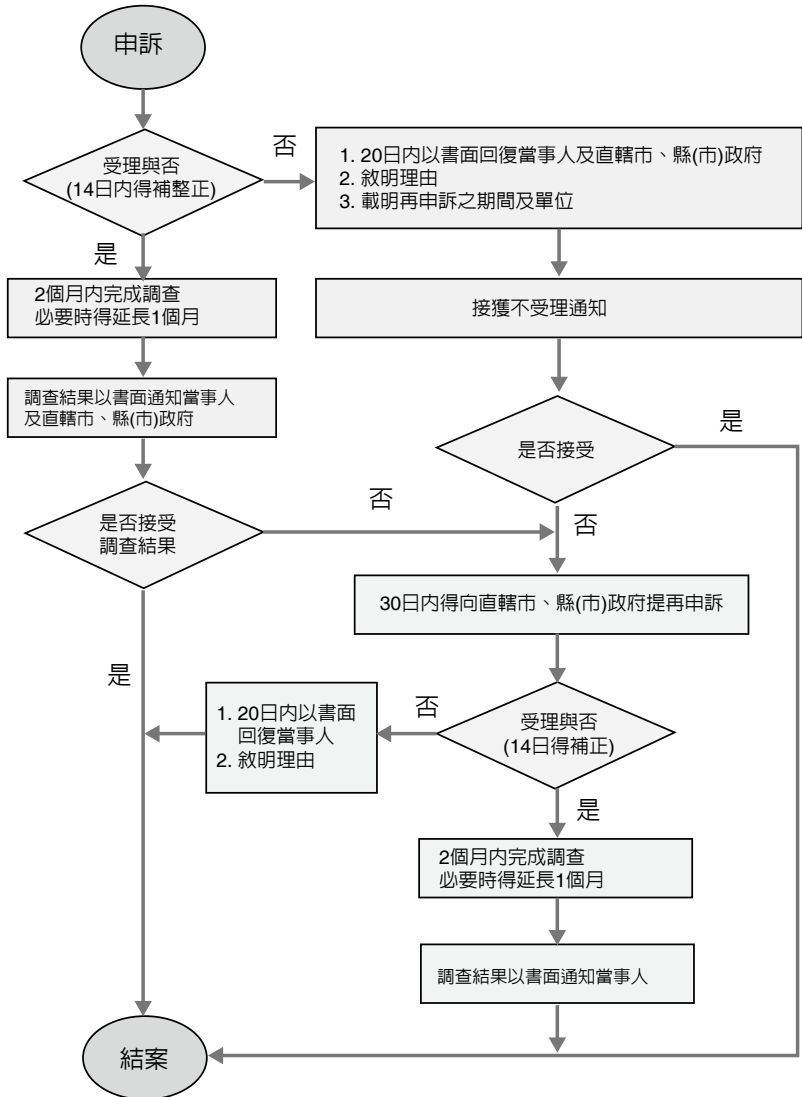 申訴
受理與否
(14日内得補整正)
否
1. 20日内以書面回復當事人及直轄市、縣(市)政府
2. 敘明理由
3. 載明再申訴之期間及單位
是
2個月内完成調查
必要時得延長1個月
接獲不受理通知
調查結果以書面通知當事人
及直轄市、縣(市)政府
是否接受
是
是否接受
調查結果
否
否
30日内得向直轄市、縣(市)政府提再申訴
是
1. 20日内以書面
回復當事人
2. 敘明理由
否
受理與否
(14日得補正)
是
2個月内完成調查
必要時得延長1個月
調查結果以書面通知當事人
結案